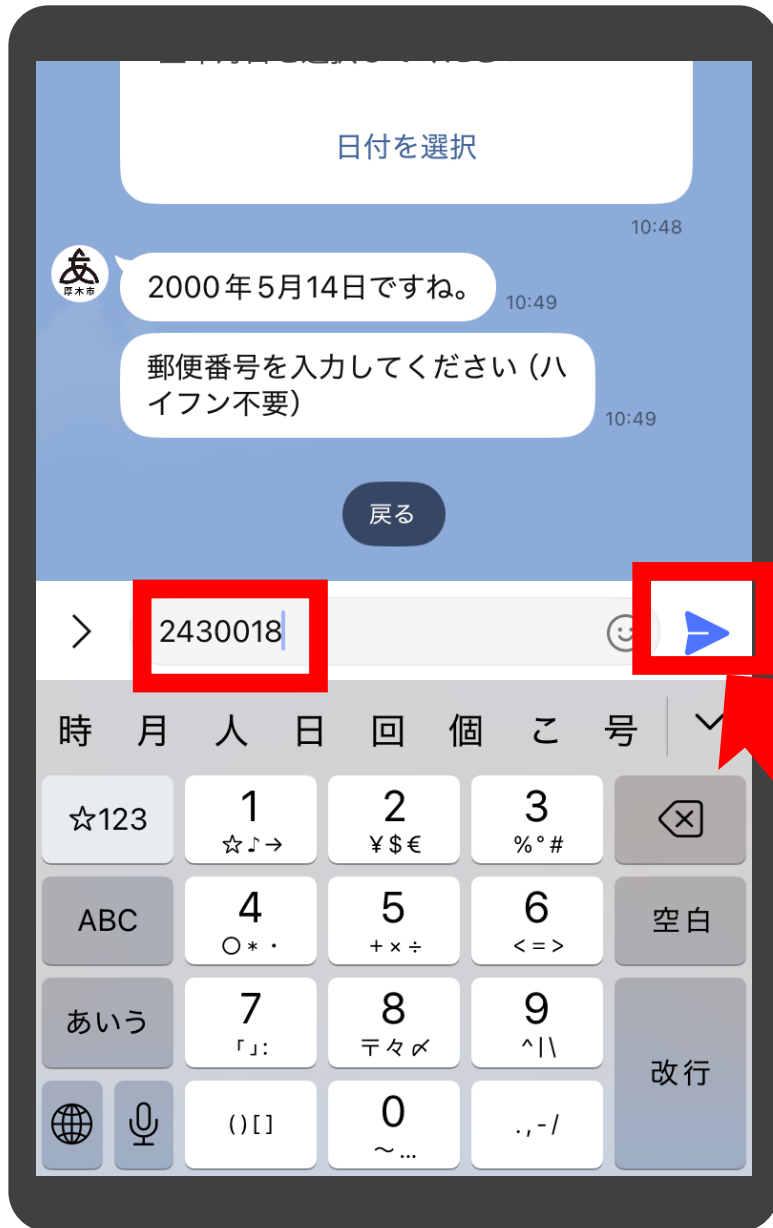 日付を選択
10:48
厚木市
2000年5月14日ですね。
10:49
郵便番号を入力してください（ハ
イフン不要）
10:49
戻る
2430018
時 月 人 日 回 個 こ 号
☆123 1 2 3
☆♪→ ¥$€ %°#
ABC 4 5 6 空白
○*・ +×÷ <=>
あいう 7 8 9
「」: 〒々〆 ^|\
改行
()[] 0 .,-/
～…